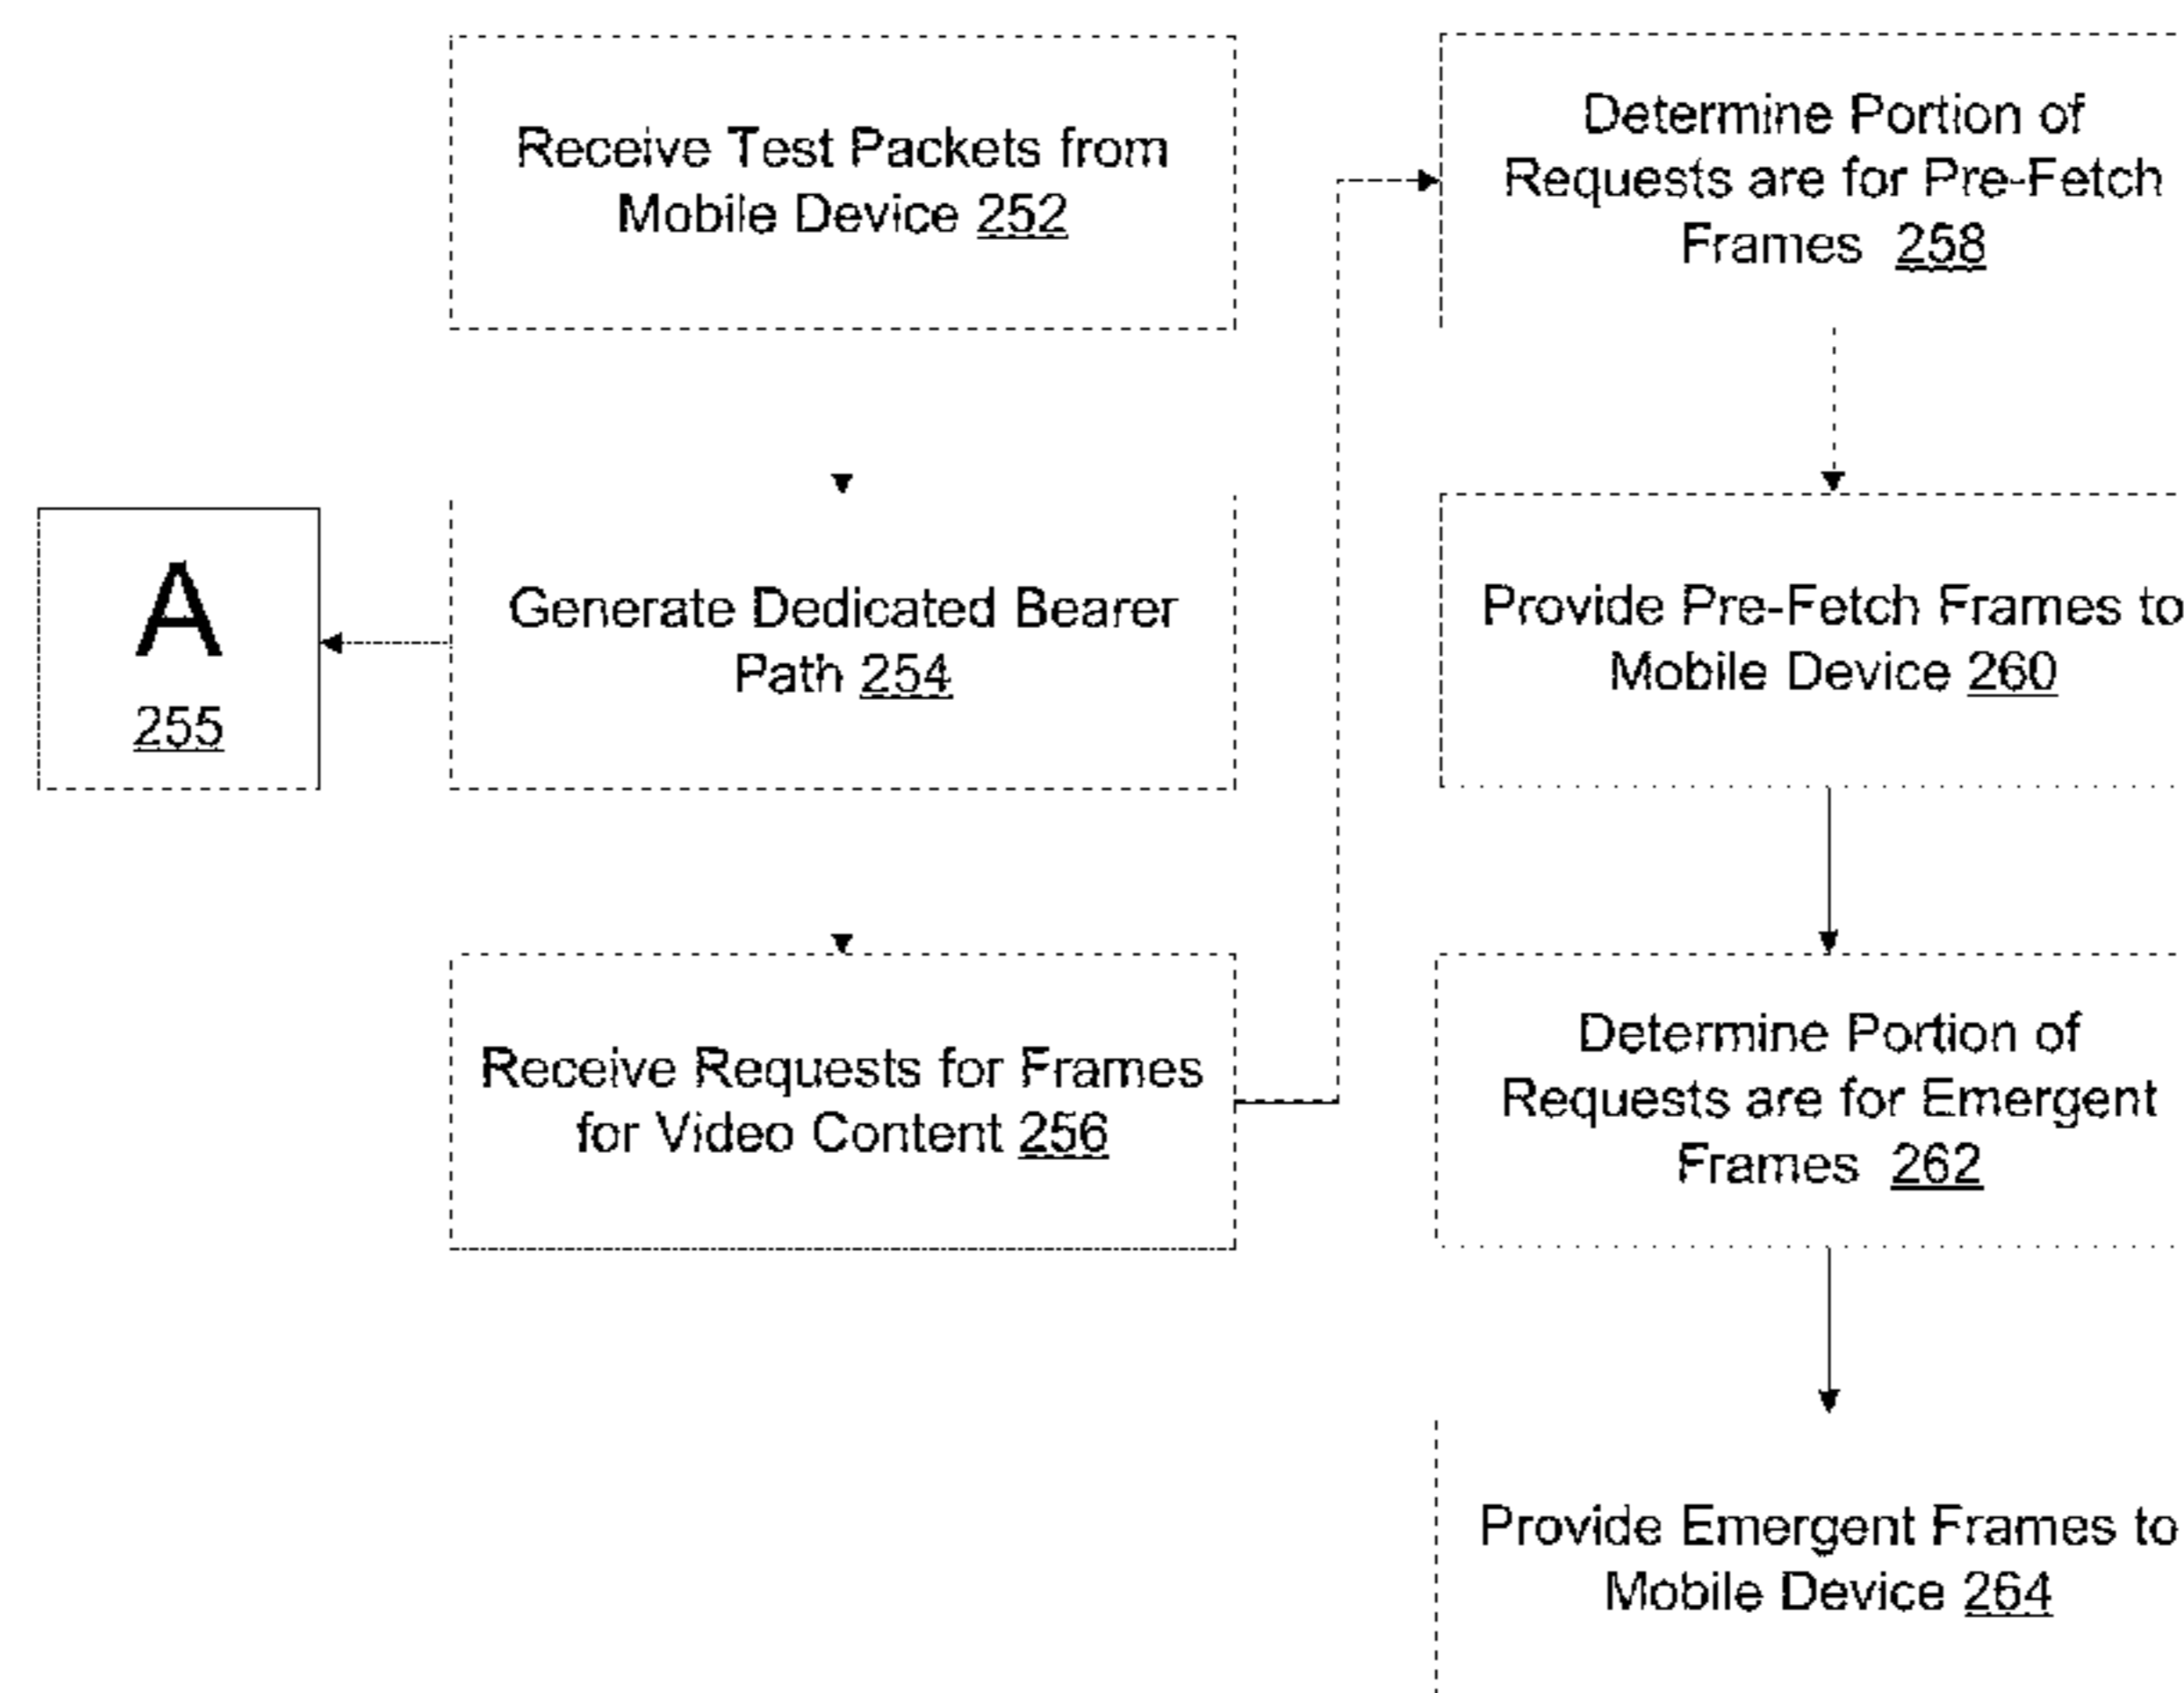 Receive Test Packets from
Mobile Device 252
A
255
Generate Dedicated Bearer
Path 254
Receive Requests for Frames
for Video Content 256
Determine Portion of
Requests are for Pre-Fetch
Frames 258
Provide Pre-Fetch Frames to
Mobile Device 260
Determine Portion of
Requests are for Emergent
Frames 262
Provide Emergent Frames to
Mobile Device 264